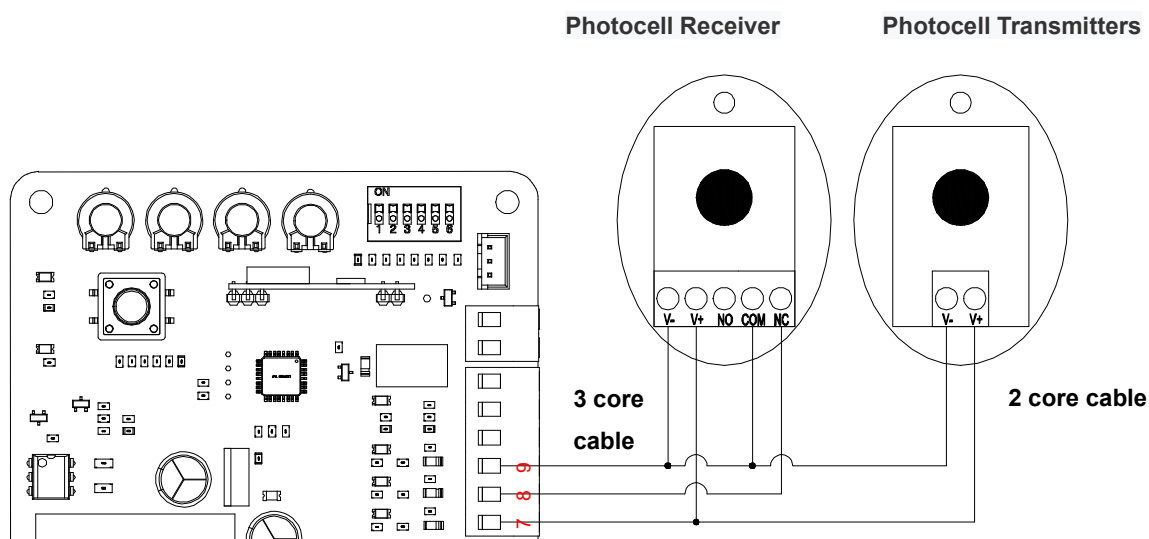 Photocell Receiver
Photocell Transmitters
ON
1 2 3 4 5 6
V- V+ NO COM NC
V- V+
3 core
cable
2 core cable
9
8
7